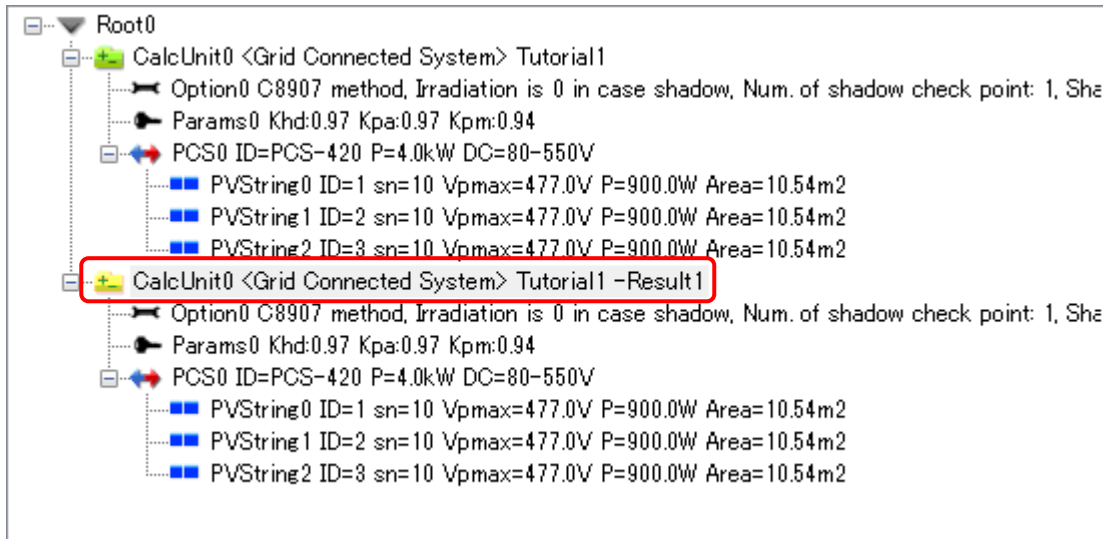 Root0
CalcUnit0 <Grid Connected System> Tutorial1
Option0 C8907 method, Irradiation is 0 in case shadow, Num. of shadow check point: 1, Sha
Params0 Khd:0.97 Kpa:0.97 Kpm:0.94
PCS0 ID=PCS-420 P=4.0kW DC=80-550V
PVString0 ID=1 sn=10 Vpmax=477.0V P=900.0W Area=10.54m2
PVString1 ID=2 sn=10 Vpmax=477.0V P=900.0W Area=10.54m2
PVString2 ID=3 sn=10 Vpmax=477.0V P=900.0W Area=10.54m2
CalcUnit0 <Grid Connected System> Tutorial1 -Result1
Option0 C8907 method, Irradiation is 0 in case shadow, Num. of shadow check point: 1, Sha
Params0 Khd:0.97 Kpa:0.97 Kpm:0.94
PCS0 ID=PCS-420 P=4.0kW DC=80-550V
PVString0 ID=1 sn=10 Vpmax=477.0V P=900.0W Area=10.54m2
PVString1 ID=2 sn=10 Vpmax=477.0V P=900.0W Area=10.54m2
PVString2 ID=3 sn=10 Vpmax=477.0V P=900.0W Area=10.54m2